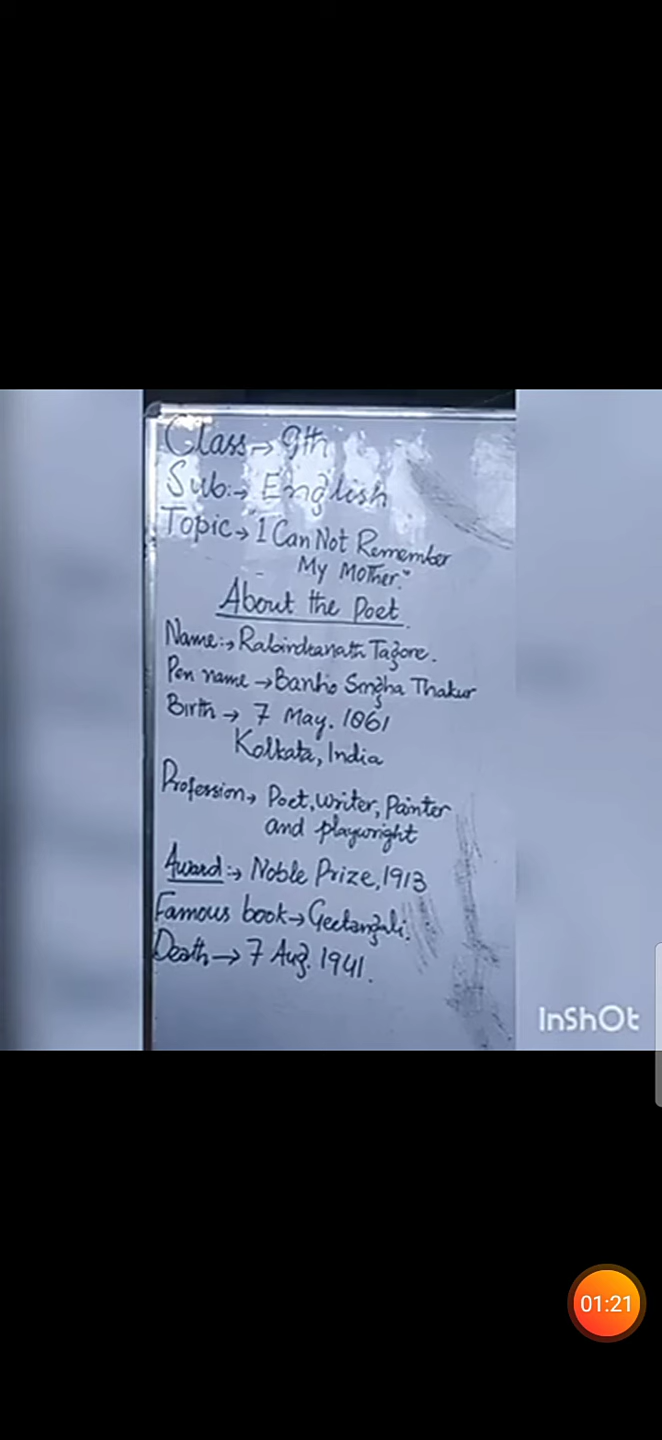 Class→ 9th
Sub:→ English
Topic→ I Can Not Remember
My Mother."
About the Poet.
Name:→ Rabindranath Tagore.
Pen name→ Banho Singha Thakur
Birth→ 7 May. 1861
Kolkata, India
Profession→ Poet, writer, Painter
and playwright
Award:→ Noble Prize, 1913
Famous book→ Geetanjali.
Death→ 7 Aug. 1941.
InShOt
01:21